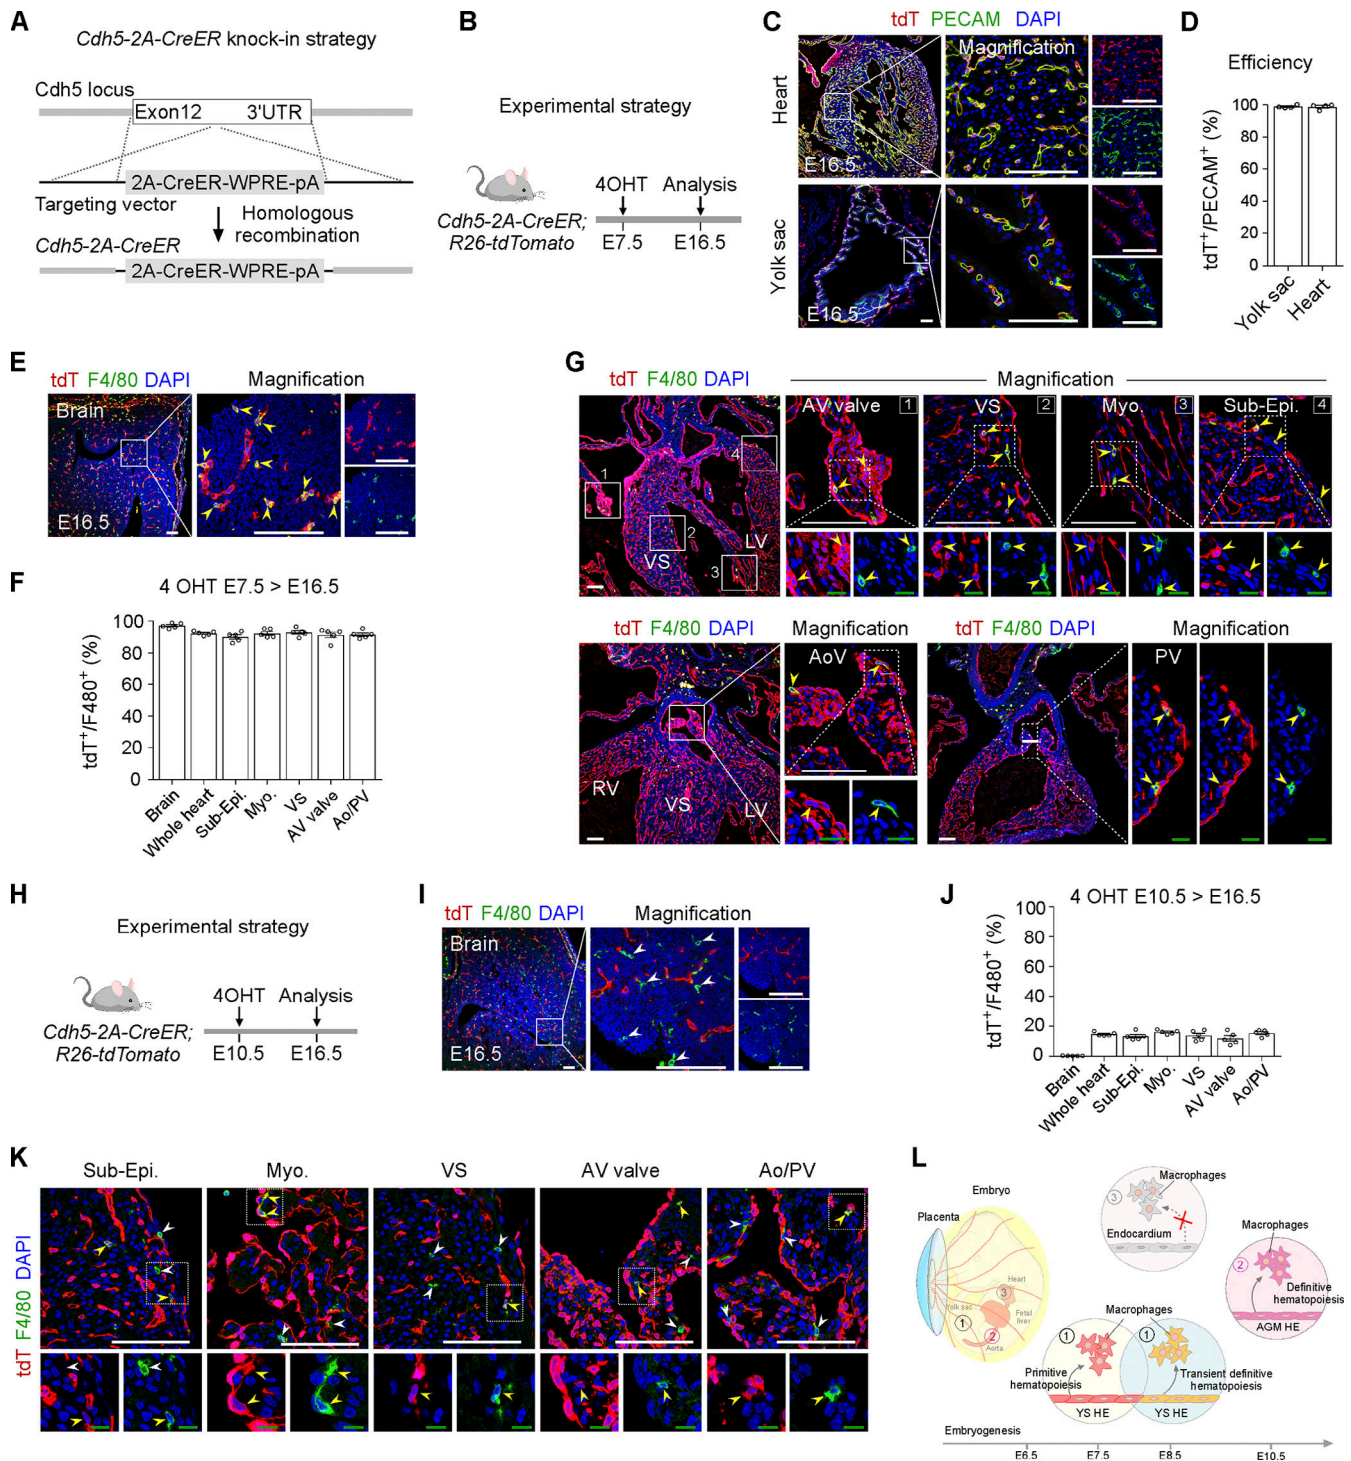 A
Cdh5-2A-CreER knock-in strategy
Cdh5 locus
Exon12 3'UTR
2A-CreER-WPRE-pA
Targeting vector
Homologous
recombination
Cdh5-2A-CreER
2A-CreER-WPRE-pA
B
Experimental strategy
4OHT Analysis
Cdh5-2A-CreER;
R26-tdTomato
E7.5 E16.5
C
tdT PECAM DAPI
Heart
Magnification
E16.5
Yolk sac
E16.5
D
Efficiency
tdT+/PECAM+ (%)
100
80
60
40
20
0
Yolk sac
Heart
E
tdT F4/80 DAPI
Magnification
Brain
E16.5
F
4 OHT E7.5 > E16.5
tdT+/F480+ (%)
100
80
60
40
20
0
Brain
Whole heart
Sub-Epi.
Myo.
VS
AV valve
Ao/PV
G
tdT F4/80 DAPI
Magnification
1
2
3
4
VS
LV
AV valve 1
VS 2
Myo. 3
Sub-Epi. 4
tdT F4/80 DAPI
Magnification
RV
VS
LV
AoV
tdT F4/80 DAPI
Magnification
PV
H
Experimental strategy
4OHT Analysis
Cdh5-2A-CreER;
R26-tdTomato
E10.5 E16.5
I
tdT F4/80 DAPI
Magnification
Brain
E16.5
J
4 OHT E10.5 > E16.5
tdT+/F480+ (%)
100
80
60
40
20
0
Brain
Whole heart
Sub-Epi.
Myo.
VS
AV valve
Ao/PV
K
tdT F4/80 DAPI
Sub-Epi.
Myo.
VS
AV valve
Ao/PV
L
Embryo
Placenta
Heart
3
Yolk sac
1
Fetal
liver
2
Aorta
3
Macrophages
Endocardium
Macrophages
2
Definitive
hematopoiesis
AGM HE
Macrophages
1
Primitive
hematopoiesis
YS HE
1
Transient definitive
hematopoiesis
YS HE
Embryogenesis
E6.5 E7.5 E8.5 E10.5